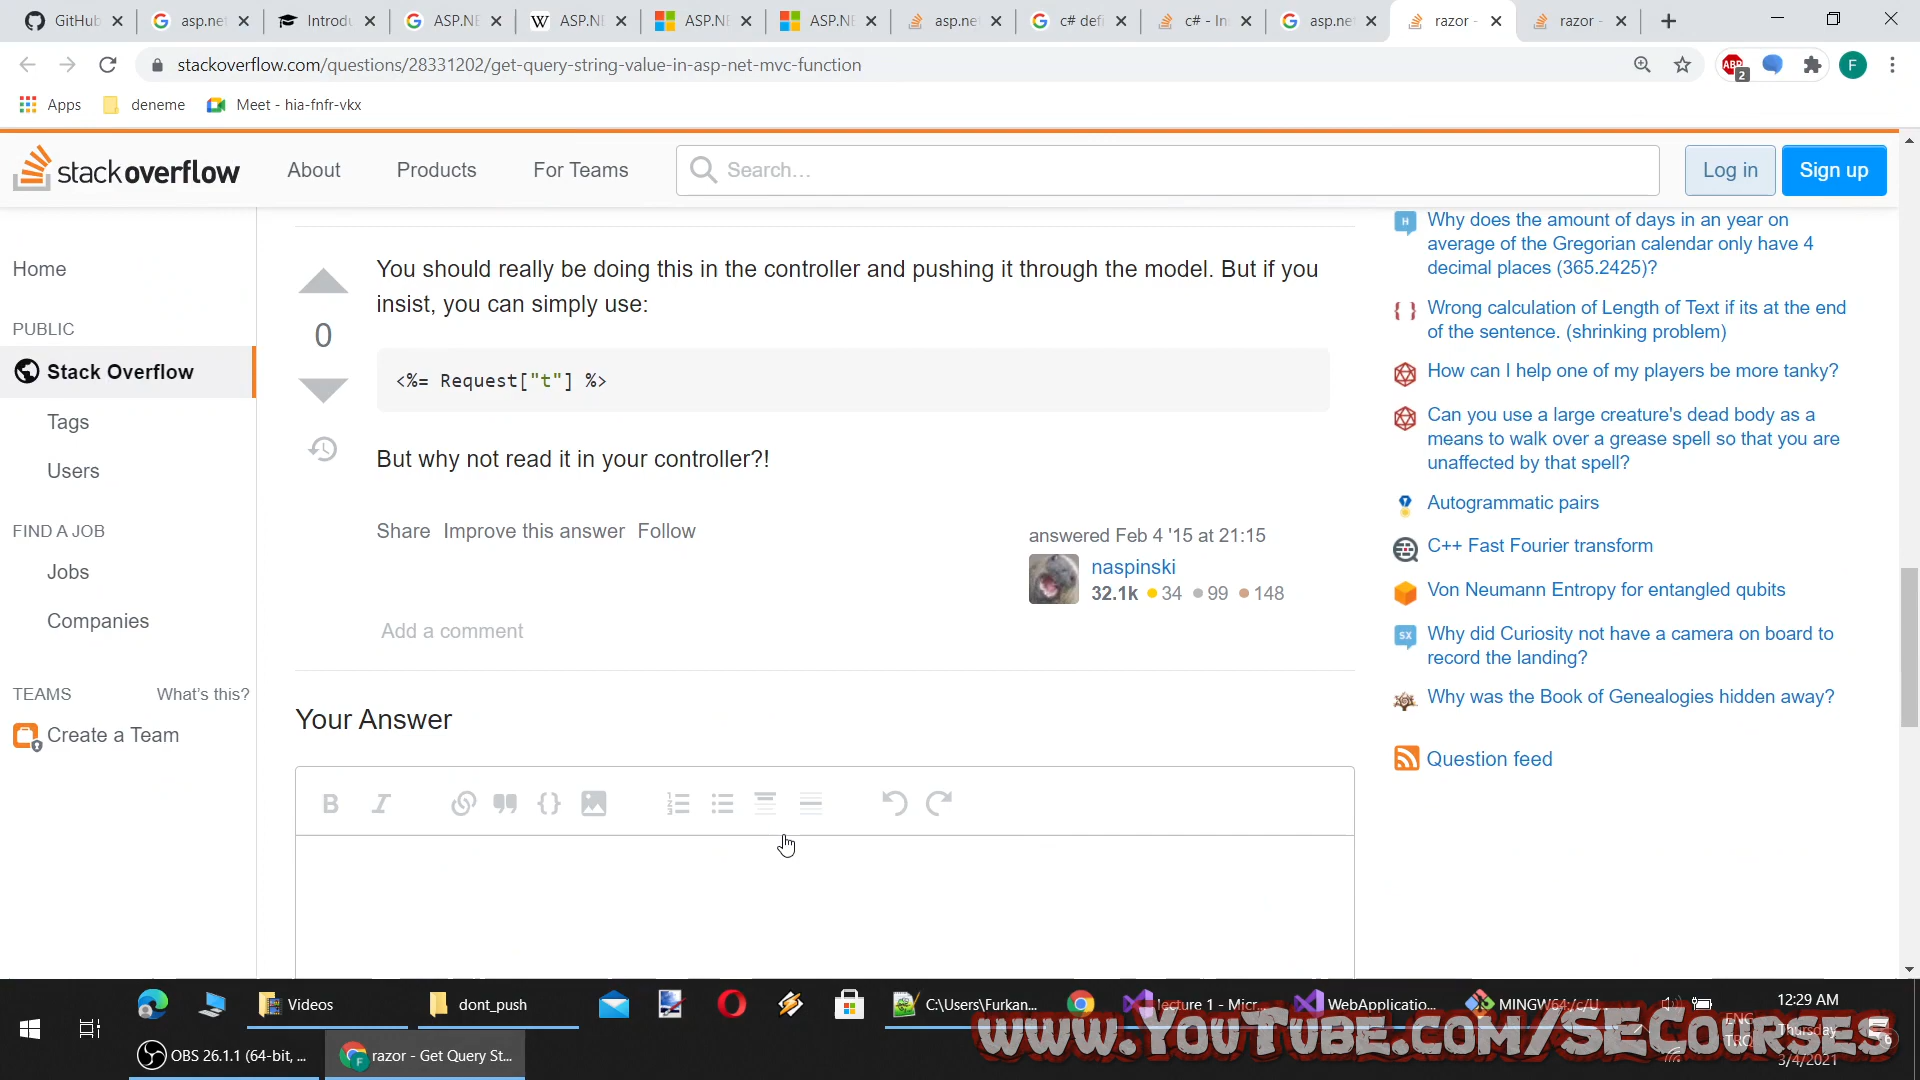 GitHub
asp.net
Introdu
ASP.NE
W ASP.NE
ASP.NE
ASP.NE
asp.net
c# defi
c# - In
asp.net
razor -
razor -
stackoverflow.com/questions/28331202/get-query-string-value-in-asp-net-mvc-function
ABP
2
F
Apps
deneme
Meet - hia-fnfr-vkx
stackoverflow
About
Products
For Teams
Search...
Log in
Sign up
Home
PUBLIC
Stack Overflow
Tags
Users
FIND A JOB
Jobs
Companies
TEAMS
What's this?
Create a Team
0
You should really be doing this in the controller and pushing it through the model. But if you
insist, you can simply use:
<%= Request["t"] %>
But why not read it in your controller?!
Share Improve this answer Follow
answered Feb 4 '15 at 21:15
naspinski
32.1k 34 99 148
Add a comment
Your Answer
B I
H
Why does the amount of days in an year on
average of the Gregorian calendar only have 4
decimal places (365.2425)?
Wrong calculation of Length of Text if its at the end
of the sentence. (shrinking problem)
How can I help one of my players be more tanky?
Can you use a large creature's dead body as a
means to walk over a grease spell so that you are
unaffected by that spell?
Autogrammatic pairs
C++ Fast Fourier transform
Von Neumann Entropy for entangled qubits
SX
Why did Curiosity not have a camera on board to
record the landing?
Why was the Book of Genealogies hidden away?
Question feed
Videos
dont_push
C:\Users\Furkan...
lecture 1 - Micr...
WebApplicatio...
MINGW64:/c/U...
12:29 AM
ENG
Thursday
3/4/2021
OBS 26.1.1 (64-bit, ...
razor - Get Query St...
www.YouTube.com/SECourses